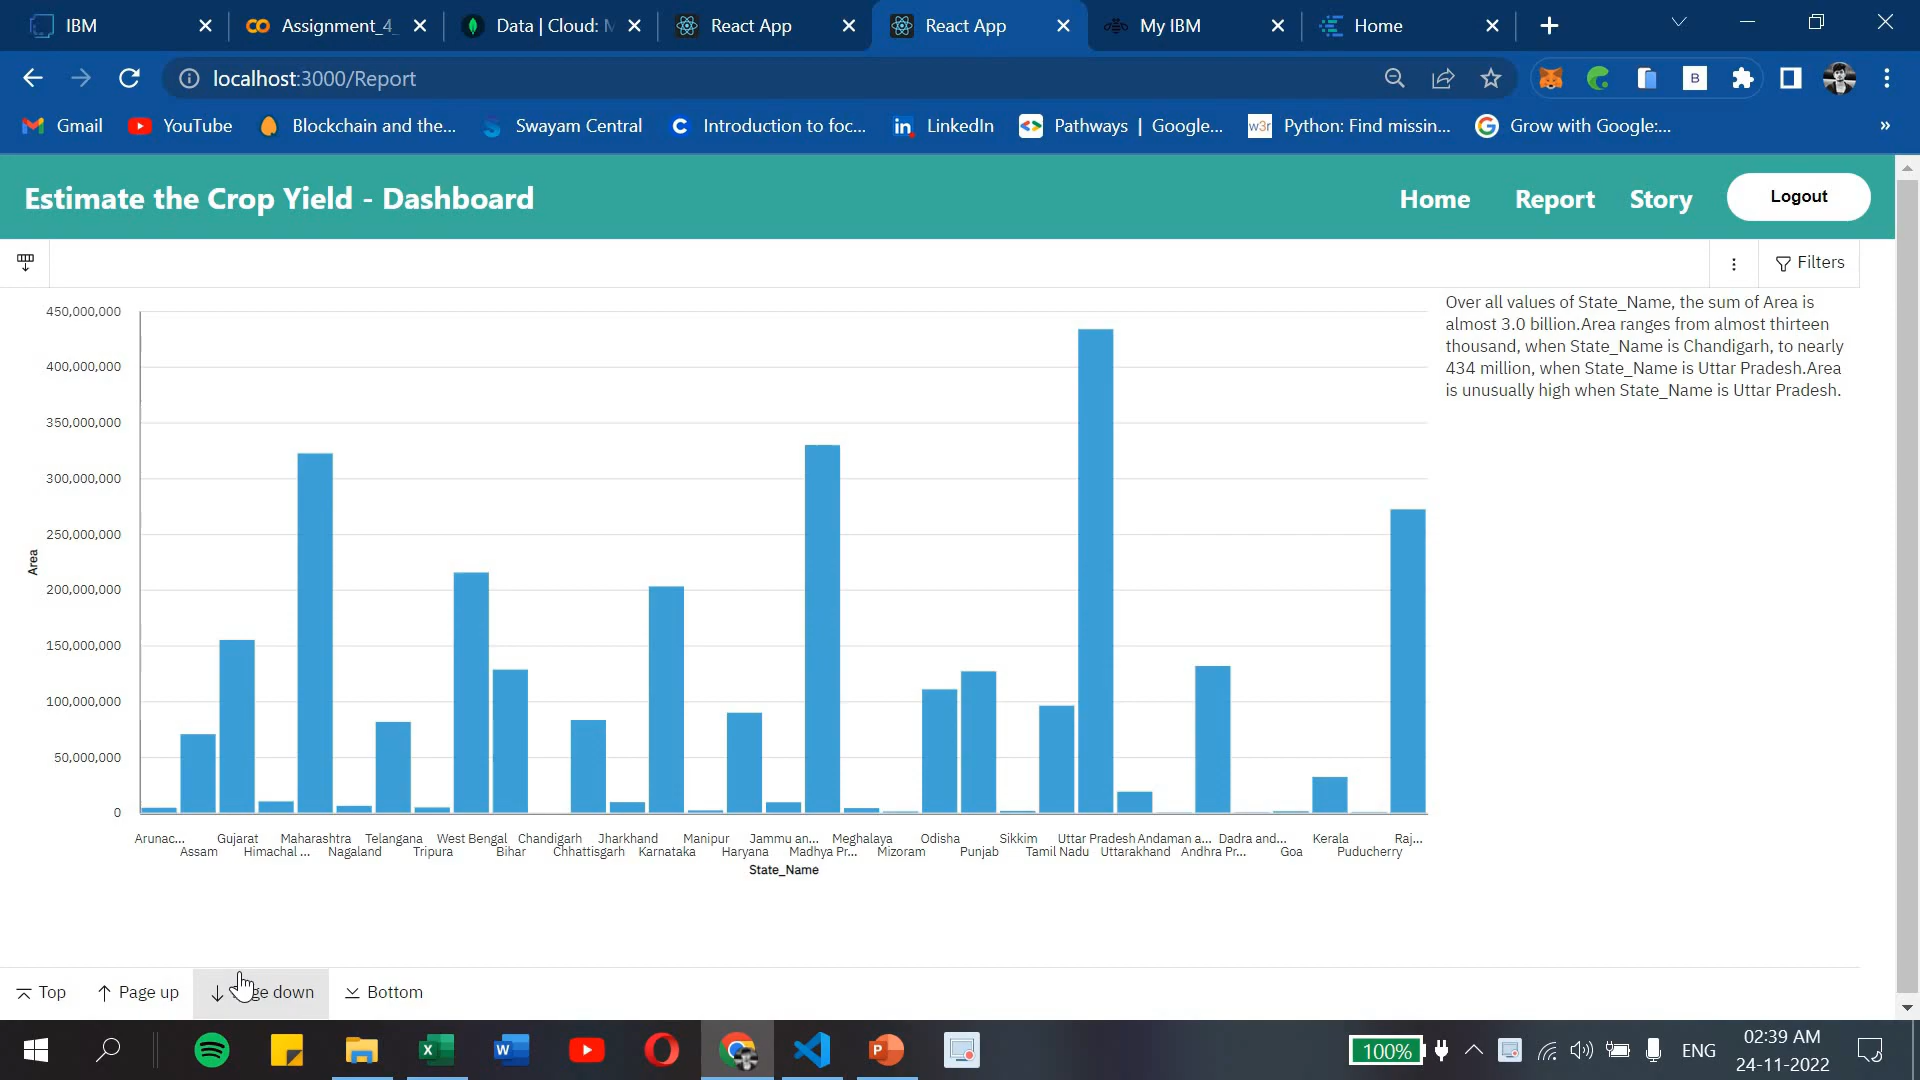 IBM
Assignment_4_
Data | Cloud: M
React App
React App
My IBM
Home
localhost:3000/Report
Gmail
YouTube
Blockchain and the...
Swayam Central
Introduction to foc...
LinkedIn
Pathways | Google...
Python: Find missin...
Grow with Google:...
»
Estimate the Crop Yield - Dashboard
Home
Report
Story
Logout
Filters
Over all values of State_Name, the sum of Area is
almost 3.0 billion.Area ranges from almost thirteen
thousand, when State_Name is Chandigarh, to nearly
434 million, when State_Name is Uttar Pradesh.Area
is unusually high when State_Name is Uttar Pradesh.
450,000,000
400,000,000
350,000,000
300,000,000
250,000,000
200,000,000
150,000,000
100,000,000
50,000,000
0
Area
Arunac... Gujarat Maharashtra Telangana West Bengal Chandigarh Jharkhand Manipur Jammu an... Meghalaya Odisha Sikkim Uttar Pradesh Andaman a... Dadra and... Kerala Raj...
Assam Himachal ... Nagaland Tripura Bihar Chhattisgarh Karnataka Haryana Madhya Pr... Mizoram Punjab Tamil Nadu Uttarakhand Andhra Pr... Goa Puducherry
State_Name
Top
Page up
down
Bottom
100%
ENG
02:39 AM
24-11-2022